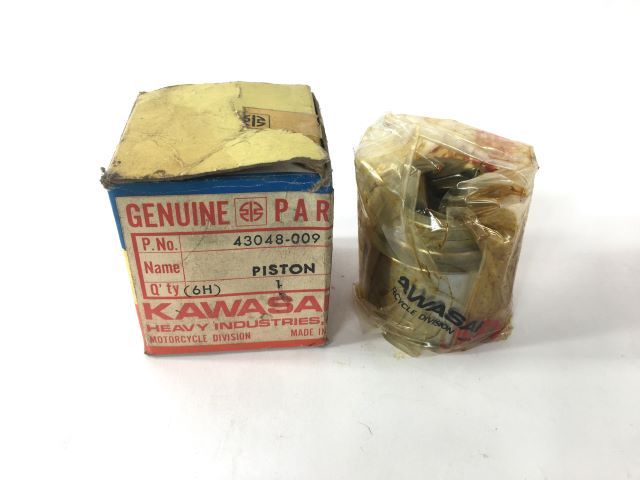 GENUINE PAR
P.No. 43048-009
Name PISTON
Q'ty (6H) 1
KAWASA
HEAVY INDUSTRIES,
MOTORCYCLE DIVISION MADE IN
AWASA
RCYCLE DIVISION